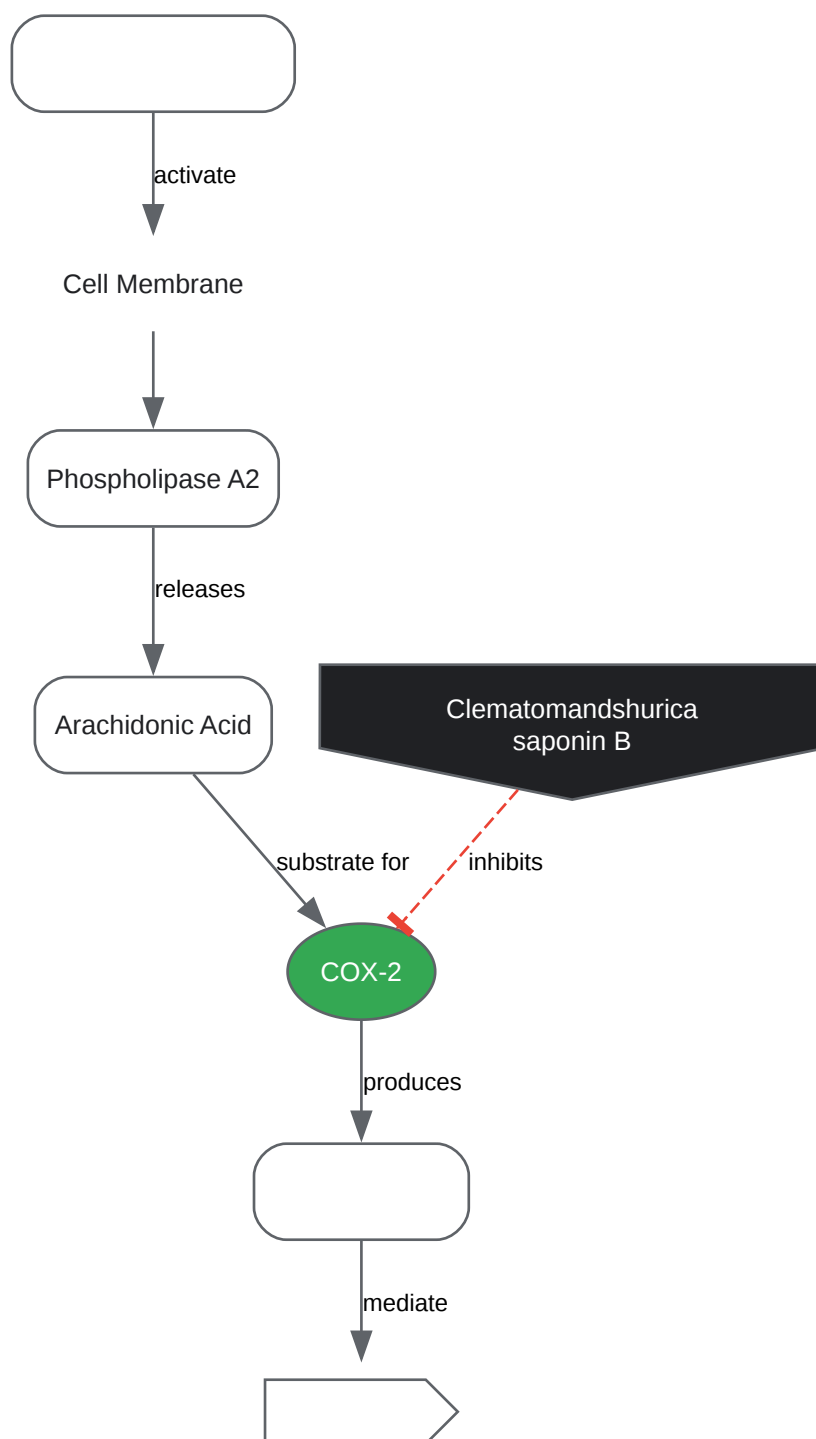 activate
Cell Membrane
Phospholipase A2
releases
Arachidonic Acid
Clematomandshurica
saponin B
substrate for
inhibits
COX-2
produces
mediate